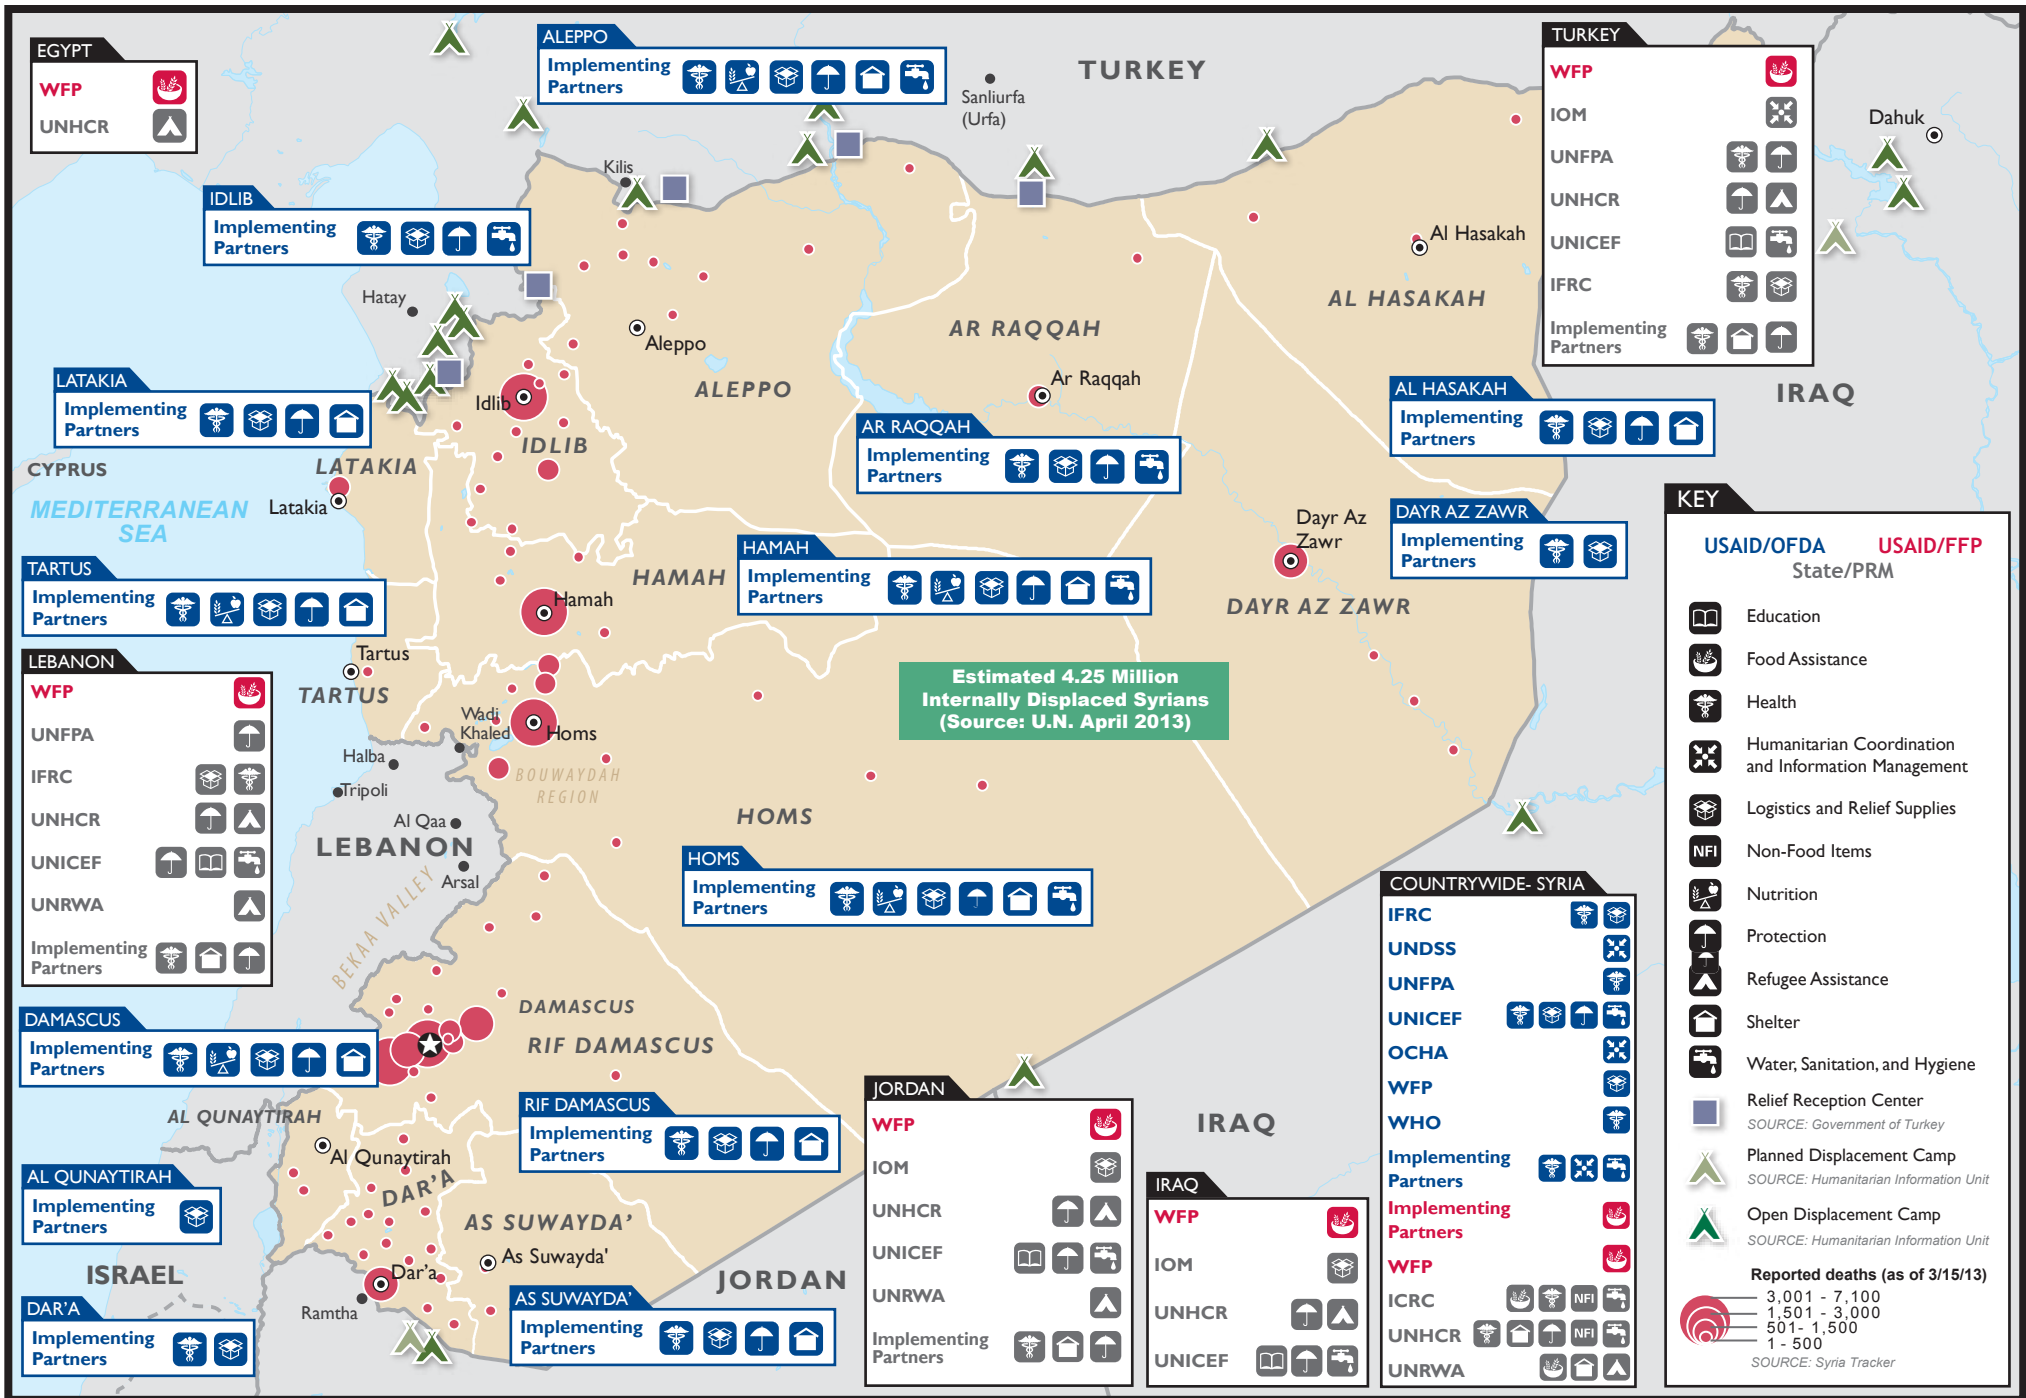 EGYPT
WFP
UNHCR
ALEPPO
Implementing
Partners
TURKEY
Sanliurfa
(Urfa)
TURKEY
WFP
IOM
UNFPA
UNHCR
UNICEF
IFRC
Implementing
Partners
Dahuk
Kilis
IDLIB
Implementing
Partners
Hatay
Al Hasakah
AL HASAKAH
AR RAQQAH
Aleppo
ALEPPO
Ar Raqqah
IRAQ
LATAKIA
Implementing
Partners
Idlib
IDLIB
AR RAQQAH
Implementing
Partners
AL HASAKAH
Implementing
Partners
CYPRUS
LATAKIA
MEDITERRANEAN
SEA
Latakia
Dayr Az
Zawr
DAYR AZ ZAWR
Implementing
Partners
DAYR AZ ZAWR
TARTUS
Implementing
Partners
HAMAH
Hamah
HAMAH
Implementing
Partners
Tartus
TARTUS
Estimated 4.25 Million
Internally Displaced Syrians
(Source: U.N. April 2013)
LEBANON
WFP
UNFPA
IFRC
UNHCR
UNICEF
UNRWA
Implementing
Partners
Wadi
Khaled
Homs
Halba
Tripoli
BOUWAYDAH
REGION
Al Qaa
LEBANON
Arsal
BEKAA VALLEY
HOMS
HOMS
Implementing
Partners
DAMASCUS
Implementing
Partners
DAMASCUS
RIF DAMASCUS
RIF DAMASCUS
Implementing
Partners
AL QUNAYTIRAH
Al Qunaytirah
AL QUNAYTIRAH
Implementing
Partners
DAR'A
AS SUWAYDA'
As Suwayda'
ISRAEL
Dar'a
Ramtha
JORDAN
DAR'A
Implementing
Partners
AS SUWAYDA'
Implementing
Partners
JORDAN
WFP
IOM
UNHCR
UNICEF
UNRWA
Implementing
Partners
IRAQ
IRAQ
WFP
IOM
UNHCR
UNICEF
COUNTRYWIDE- SYRIA
IFRC
UNDSS
UNFPA
UNICEF
OCHA
WFP
WHO
Implementing
Partners
Implementing
Partners
WFP
ICRC NFI
UNHCR NFI
UNRWA
KEY
USAID/OFDA USAID/FFP
State/PRM
Education
Food Assistance
Health
Humanitarian Coordination
and Information Management
Logistics and Relief Supplies
NFI Non-Food Items
Nutrition
Protection
Refugee Assistance
Shelter
Water, Sanitation, and Hygiene
Relief Reception Center
SOURCE: Government of Turkey
Planned Displacement Camp
SOURCE: Humanitarian Information Unit
Open Displacement Camp
SOURCE: Humanitarian Information Unit
Reported deaths (as of 3/15/13)
3,001 - 7,100
1,501 - 3,000
501- 1,500
1 - 500
SOURCE: Syria Tracker